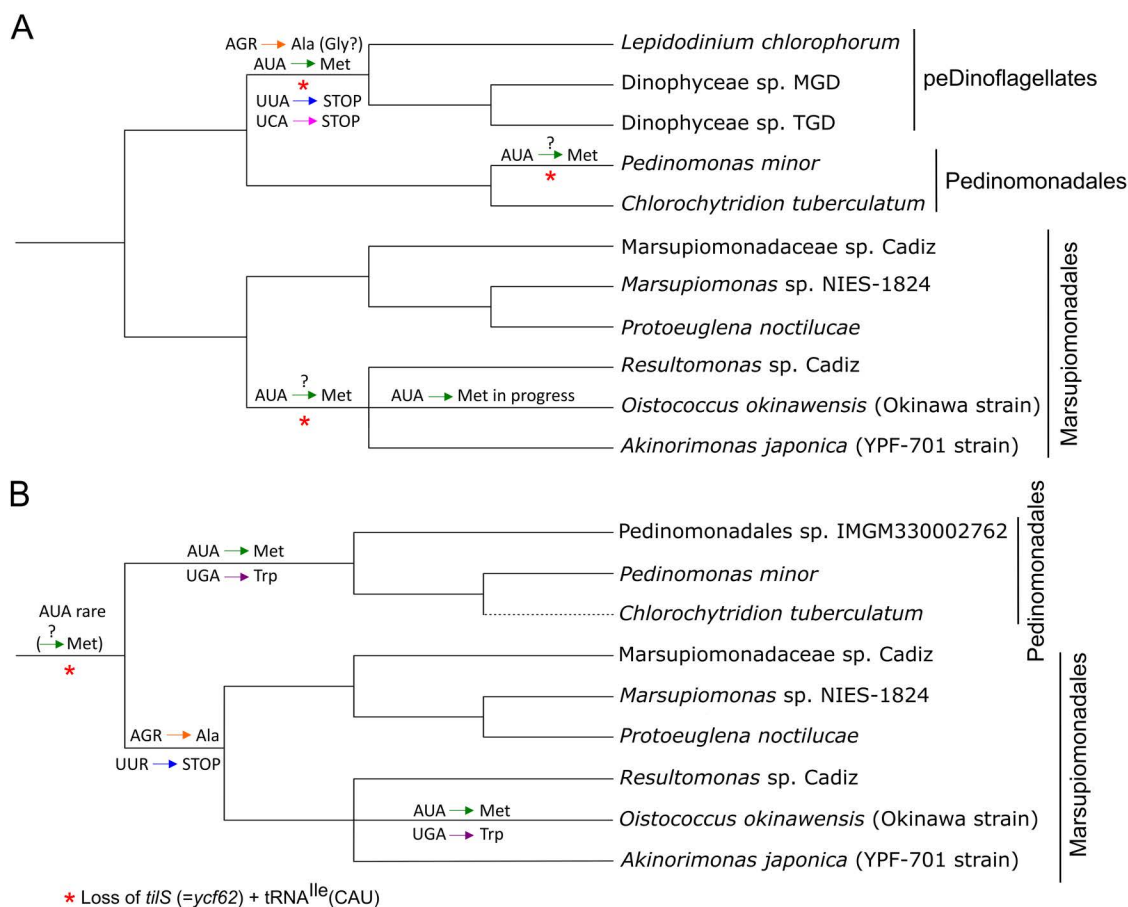 A
AGR → Ala (Gly?)
AUA → Met
*
UUA → STOP
UCA → STOP
Lepidodinium chlorophorum
Dinophyceae sp. MGD
Dinophyceae sp. TGD
peDinoflagellates
?
AUA → Met
*
Pedinomonas minor
Chlorochytridion tuberculatum
Pedinomonadales
Marsupiomonadaceae sp. Cadiz
Marsupiomonas sp. NIES-1824
Protoeuglena noctilucae
Resultomonas sp. Cadiz
?
AUA → Met
*
AUA → Met in progress
Oistococcus okinawensis (Okinawa strain)
Akinorimonas japonica (YPF-701 strain)
Marsupiomonadales
B
AUA rare
?
(→ Met)
*
AUA → Met
UGA → Trp
Pedinomonadales sp. IMGM330002762
Pedinomonas minor
Chlorochytridion tuberculatum
Pedinomonadales
AGR → Ala
UUR → STOP
Marsupiomonadaceae sp. Cadiz
Marsupiomonas sp. NIES-1824
Protoeuglena noctilucae
Resultomonas sp. Cadiz
AUA → Met
UGA → Trp
Oistococcus okinawensis (Okinawa strain)
Akinorimonas japonica (YPF-701 strain)
Marsupiomonadales
* Loss of tilS (=ycf62) + tRNAIle(CAU)